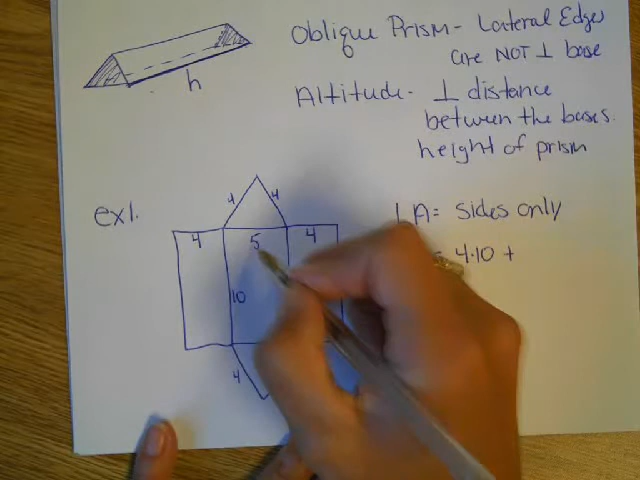 Oblique Prism - Lateral Edges
are NOT ⊥ base
h
Altitude - ⊥ distance
between the bases.
height of prism
ex1.
4 4
4 5 4
10
4
LA = sides only
= 4·10 +